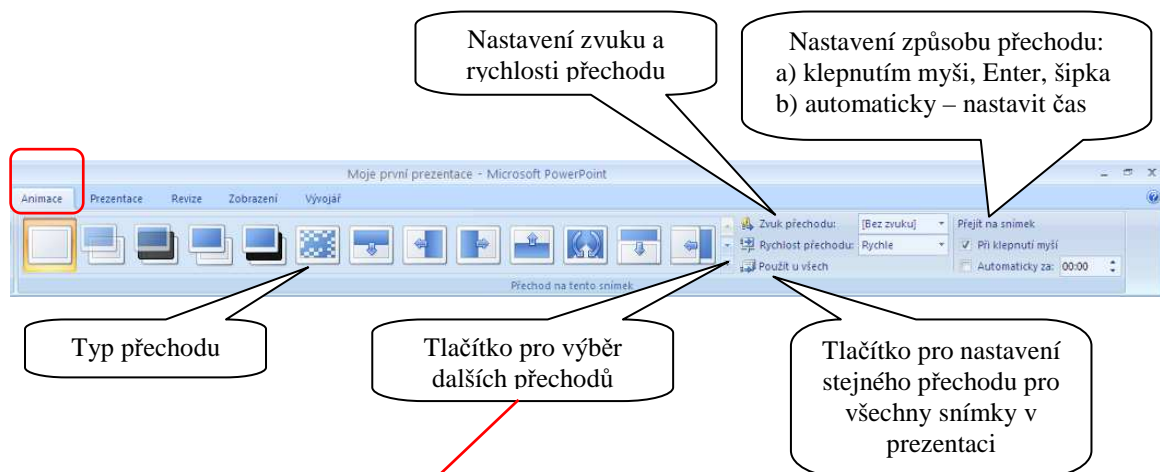 Nastavení zvuku a
rychlosti přechodu
Nastavení způsobu přechodu:
a) klepnutím myši, Enter, šipka
b) automaticky – nastavit čas
Moje první prezentace - Microsoft PowerPoint
Animace Prezentace Revize Zobrazení Vývojář
Zvuk přechodu: [Bez zvuku]
Rychlost přechodu: Rychle
Použít u všech
Přejít na snímek
Při klepnutí myší
Automaticky za: 00:00
Přechod na tento snímek
Typ přechodu
Tlačítko pro výběr
dalších přechodů
Tlačítko pro nastavení
stejného přechodu pro
všechny snímky v
prezentaci